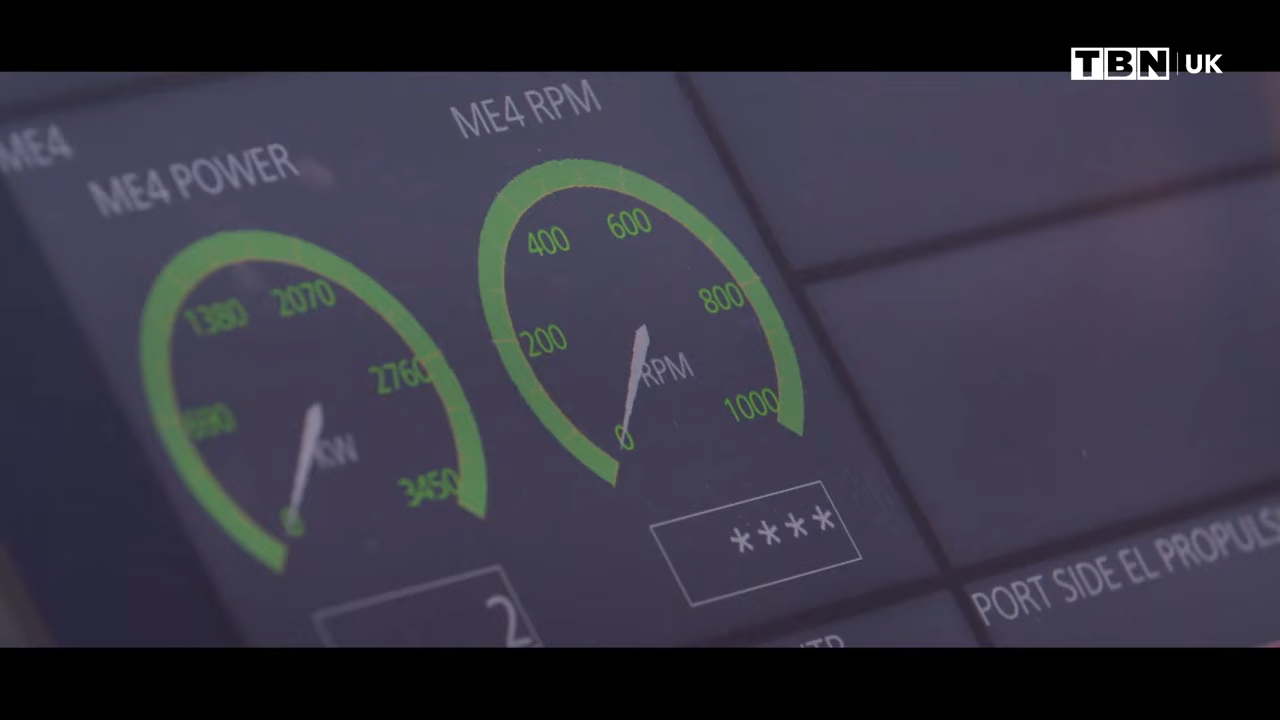 TBN UK
ME4
ME4 POWER
ME4 RPM
1380
2070
2760
690
3450
0
KW
400
600
200
800
1000
0
RPM
2
****
PORT SIDE EL PROPULS